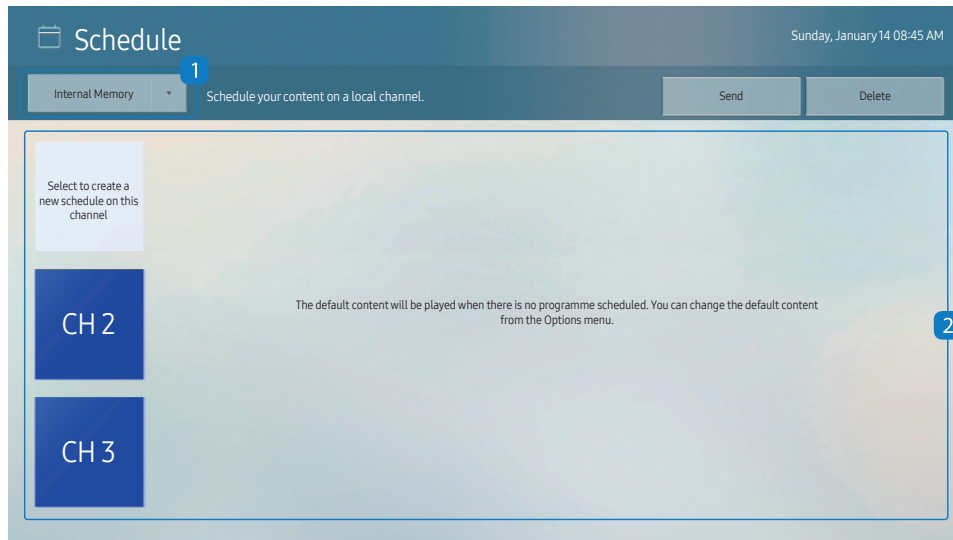 Schedule
Sunday, January 14 08:45 AM
1
Internal Memory
Schedule your content on a local channel.
Send
Delete
Select to create a
new schedule on this
channel
CH 2
The default content will be played when there is no programme scheduled. You can change the default content
from the Options menu.
2
CH 3